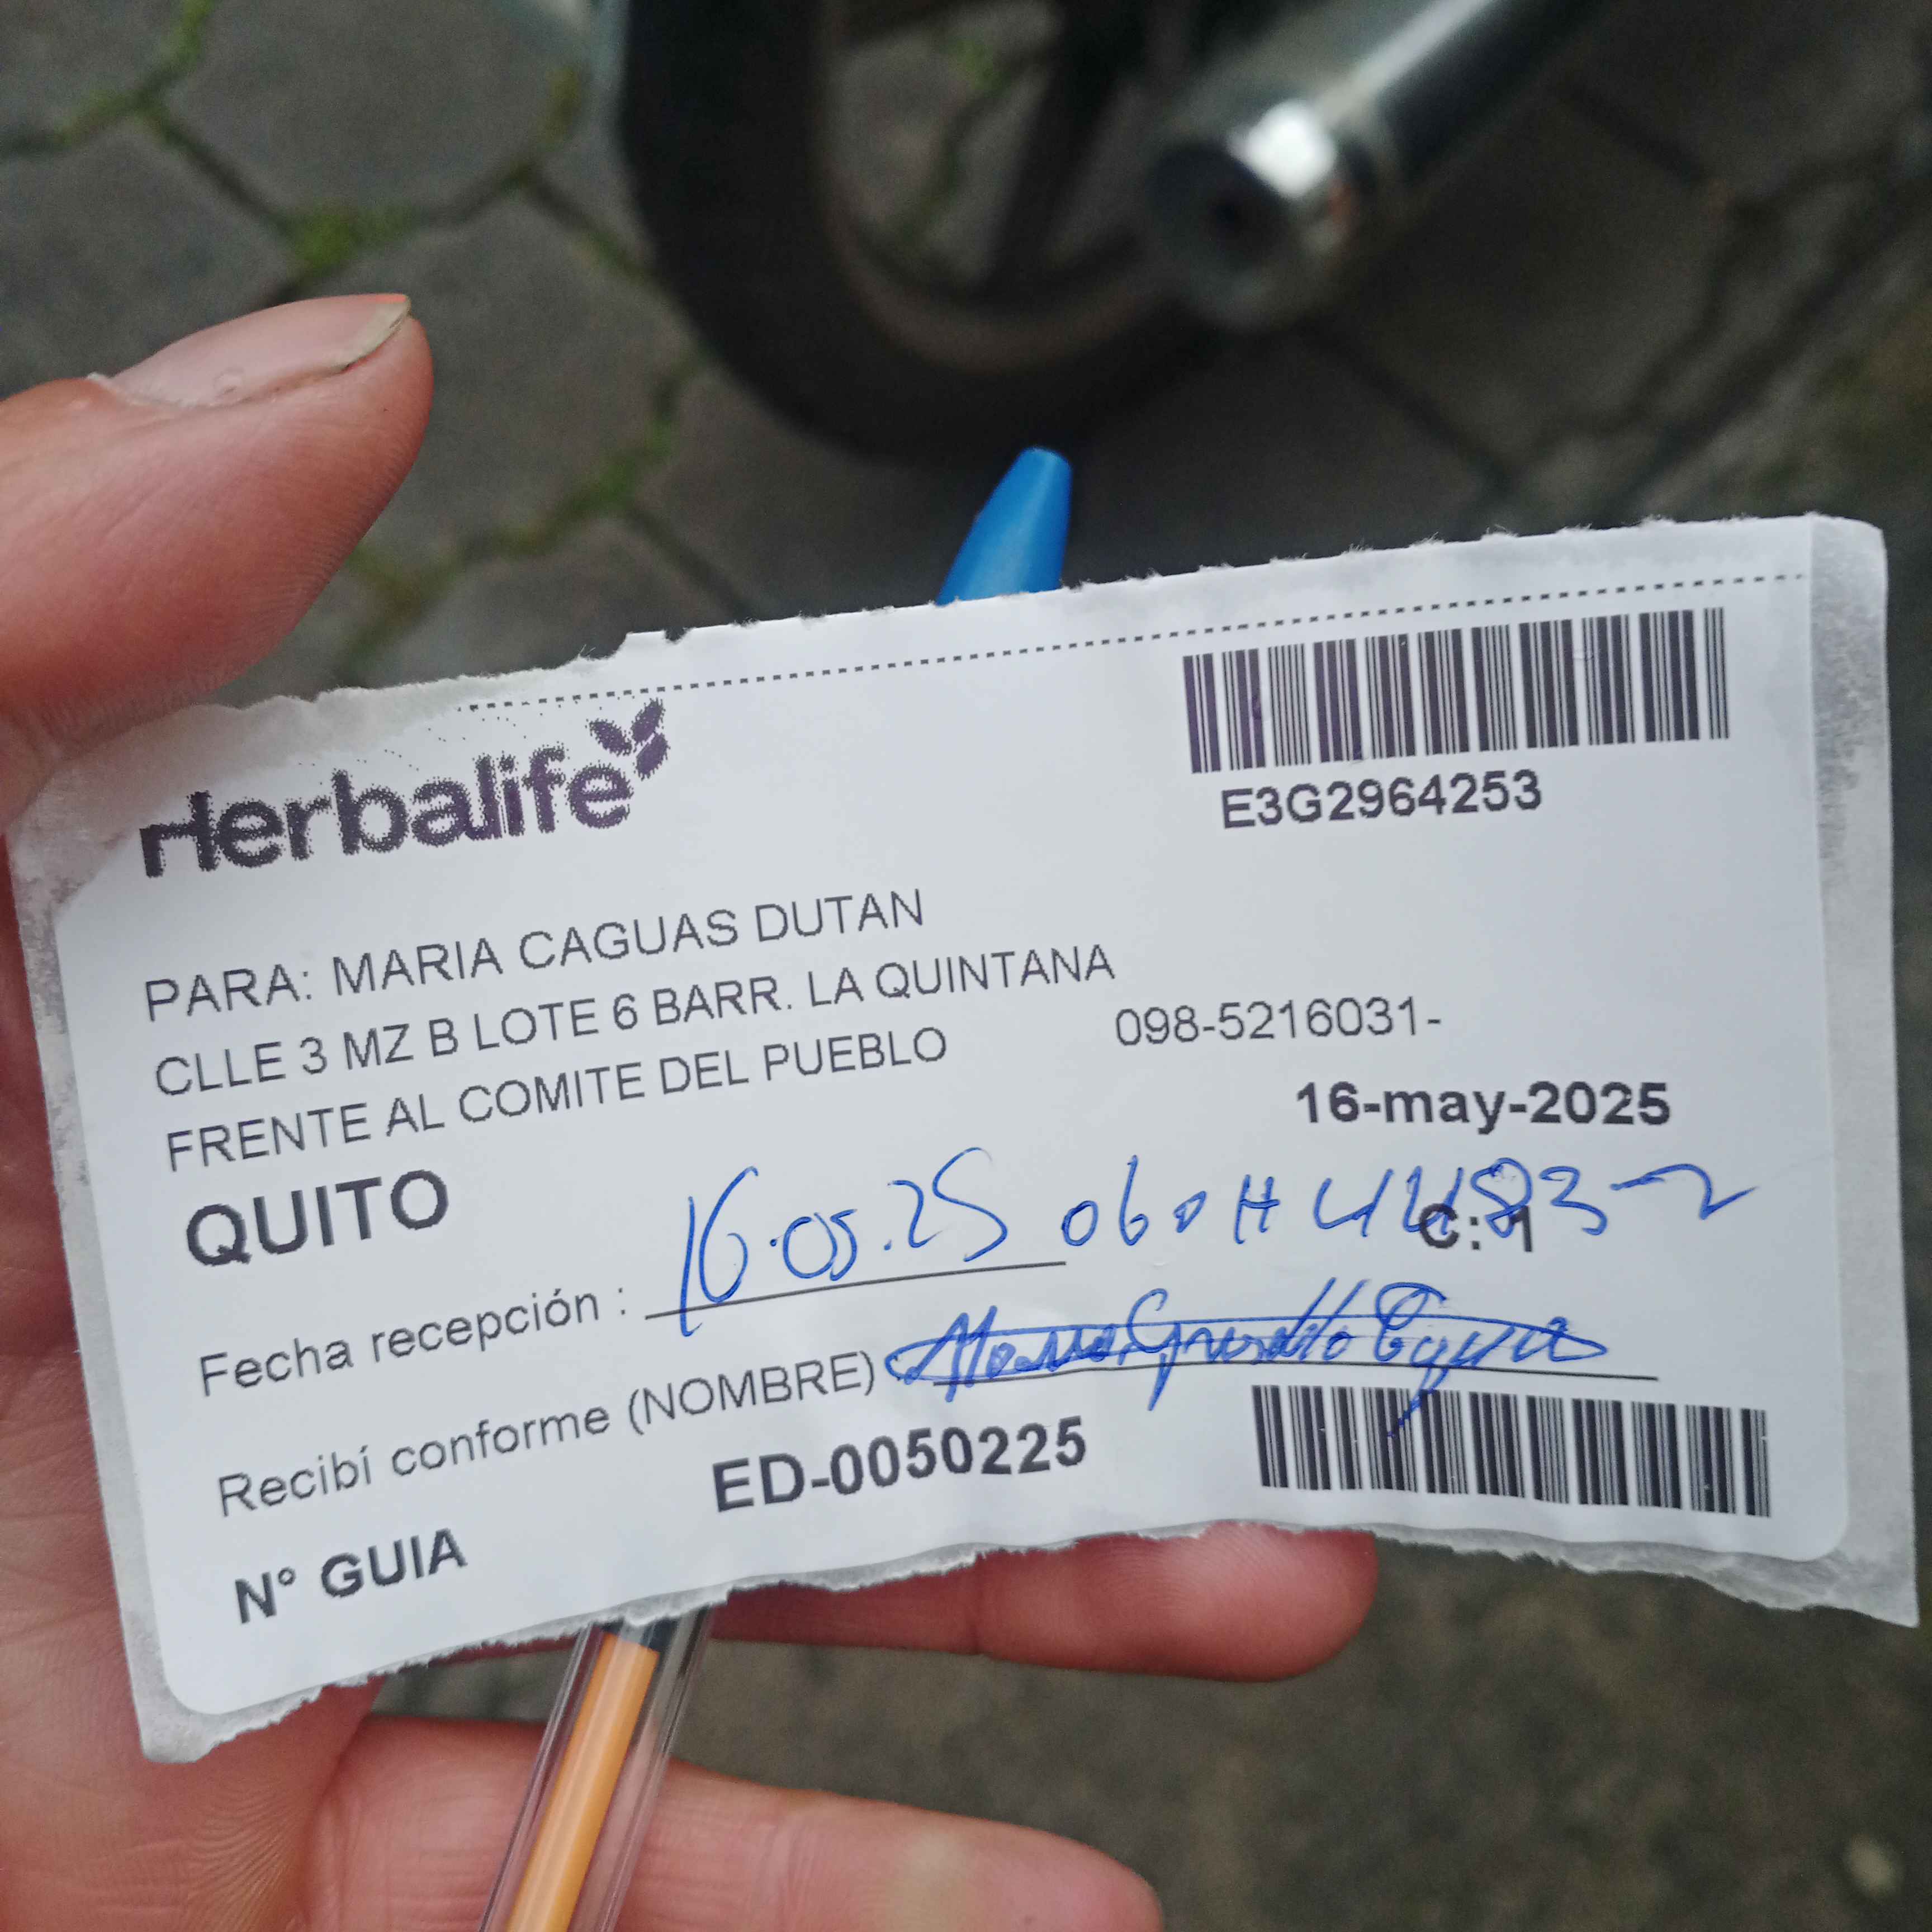 Herbalife
E3G2964253
PARA: MARIA CAGUAS DUTAN
CLLE 3 MZ B LOTE 6 BARR. LA QUINTANA
FRENTE AL COMITE DEL PUEBLO
098-5216031-
16-may-2025
QUITO
C: 1
Fecha recepción : 16.05.25
Recibí conforme (NOMBRE)
N° GUIA
ED-0050225